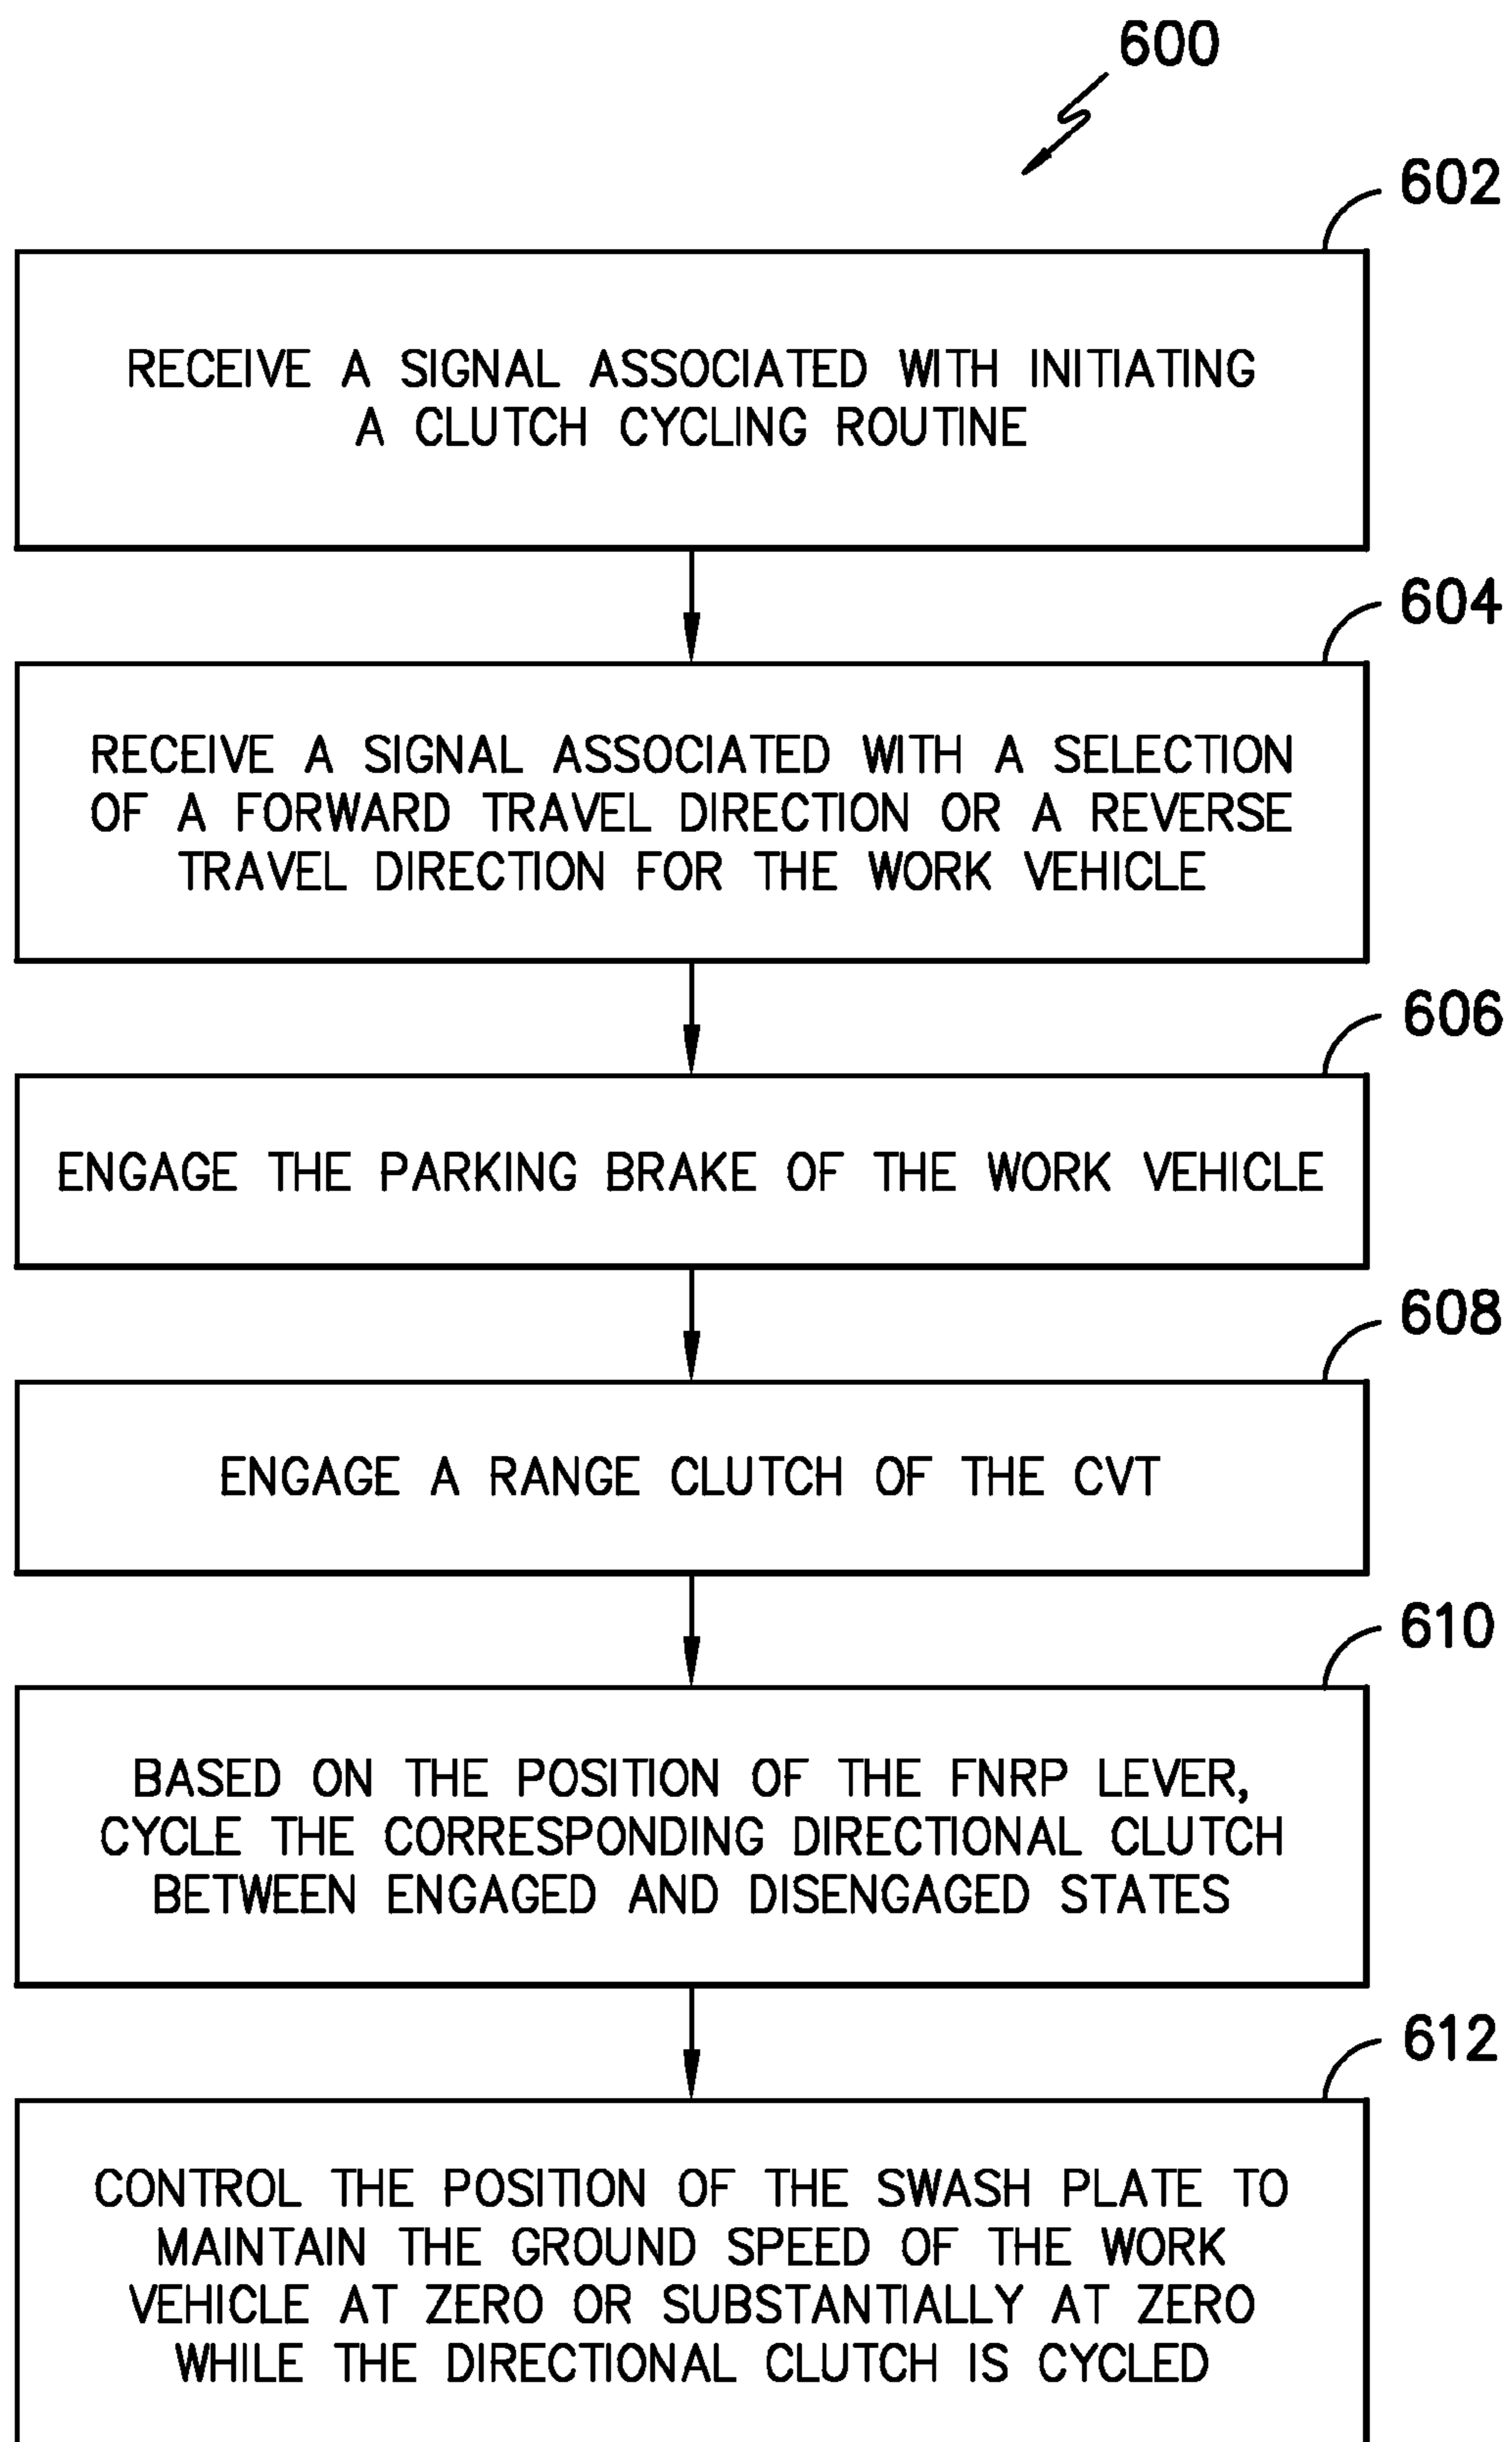 600
602
RECEIVE A SIGNAL ASSOCIATED WITH INITIATING
A CLUTCH CYCLING ROUTINE
604
RECEIVE A SIGNAL ASSOCIATED WITH A SELECTION
OF A FORWARD TRAVEL DIRECTION OR A REVERSE
TRAVEL DIRECTION FOR THE WORK VEHICLE
606
ENGAGE THE PARKING BRAKE OF THE WORK VEHICLE
608
ENGAGE A RANGE CLUTCH OF THE CVT
610
BASED ON THE POSITION OF THE FNRP LEVER,
CYCLE THE CORRESPONDING DIRECTIONAL CLUTCH
BETWEEN ENGAGED AND DISENGAGED STATES
612
CONTROL THE POSITION OF THE SWASH PLATE TO
MAINTAIN THE GROUND SPEED OF THE WORK
VEHICLE AT ZERO OR SUBSTANTIALLY AT ZERO
WHILE THE DIRECTIONAL CLUTCH IS CYCLED